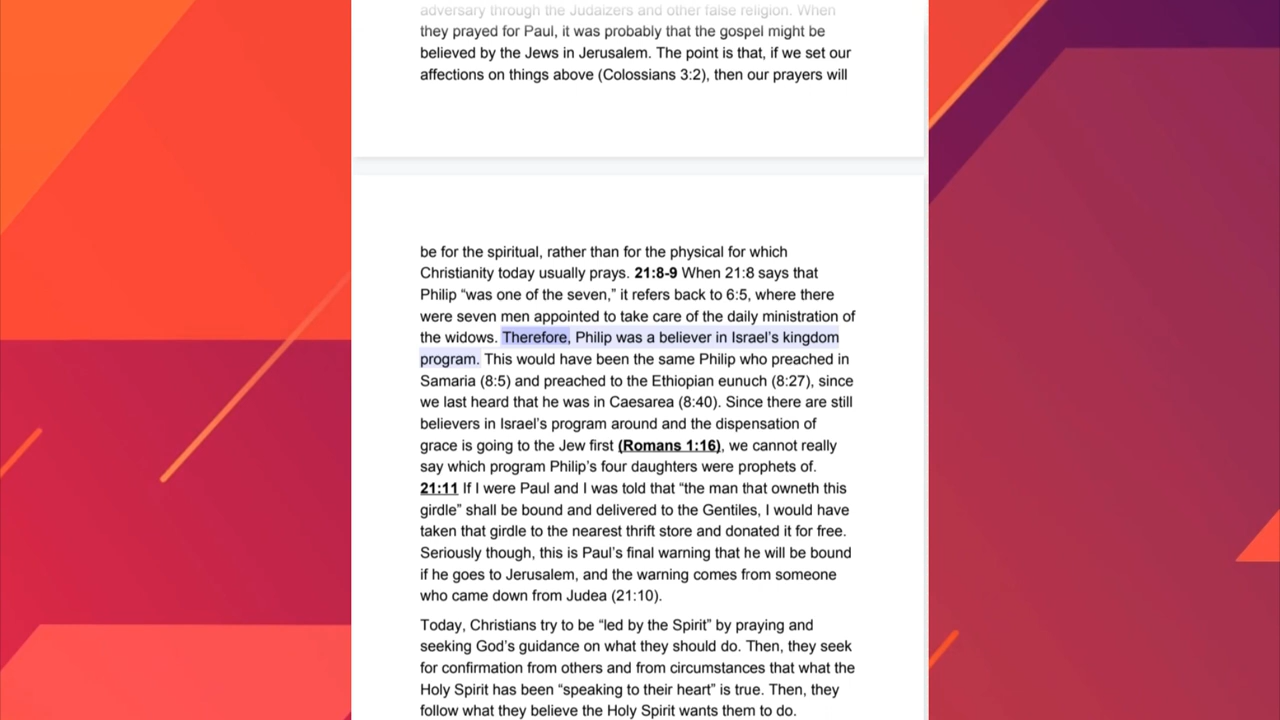 adversary through the Judaizers and other false religion. When
they prayed for Paul, it was probably that the gospel might be
believed by the Jews in Jerusalem. The point is that, if we set our
affections on things above (Colossians 3:2), then our prayers will
be for the spiritual, rather than for the physical for which
Christianity today usually prays. 21:8-9 When 21:8 says that
Philip “was one of the seven,” it refers back to 6:5, where there
were seven men appointed to take care of the daily ministration of
the widows. Therefore, Philip was a believer in Israel’s kingdom
program. This would have been the same Philip who preached in
Samaria (8:5) and preached to the Ethiopian eunuch (8:27), since
we last heard that he was in Caesarea (8:40). Since there are still
believers in Israel’s program around and the dispensation of
grace is going to the Jew first (Romans 1:16), we cannot really
say which program Philip’s four daughters were prophets of.
21:11 If I were Paul and I was told that “the man that owneth this
girdle” shall be bound and delivered to the Gentiles, I would have
taken that girdle to the nearest thrift store and donated it for free.
Seriously though, this is Paul’s final warning that he will be bound
if he goes to Jerusalem, and the warning comes from someone
who came down from Judea (21:10).
Today, Christians try to be “led by the Spirit” by praying and
seeking God’s guidance on what they should do. Then, they seek
for confirmation from others and from circumstances that what the
Holy Spirit has been “speaking to their heart” is true. Then, they
follow what they believe the Holy Spirit wants them to do.